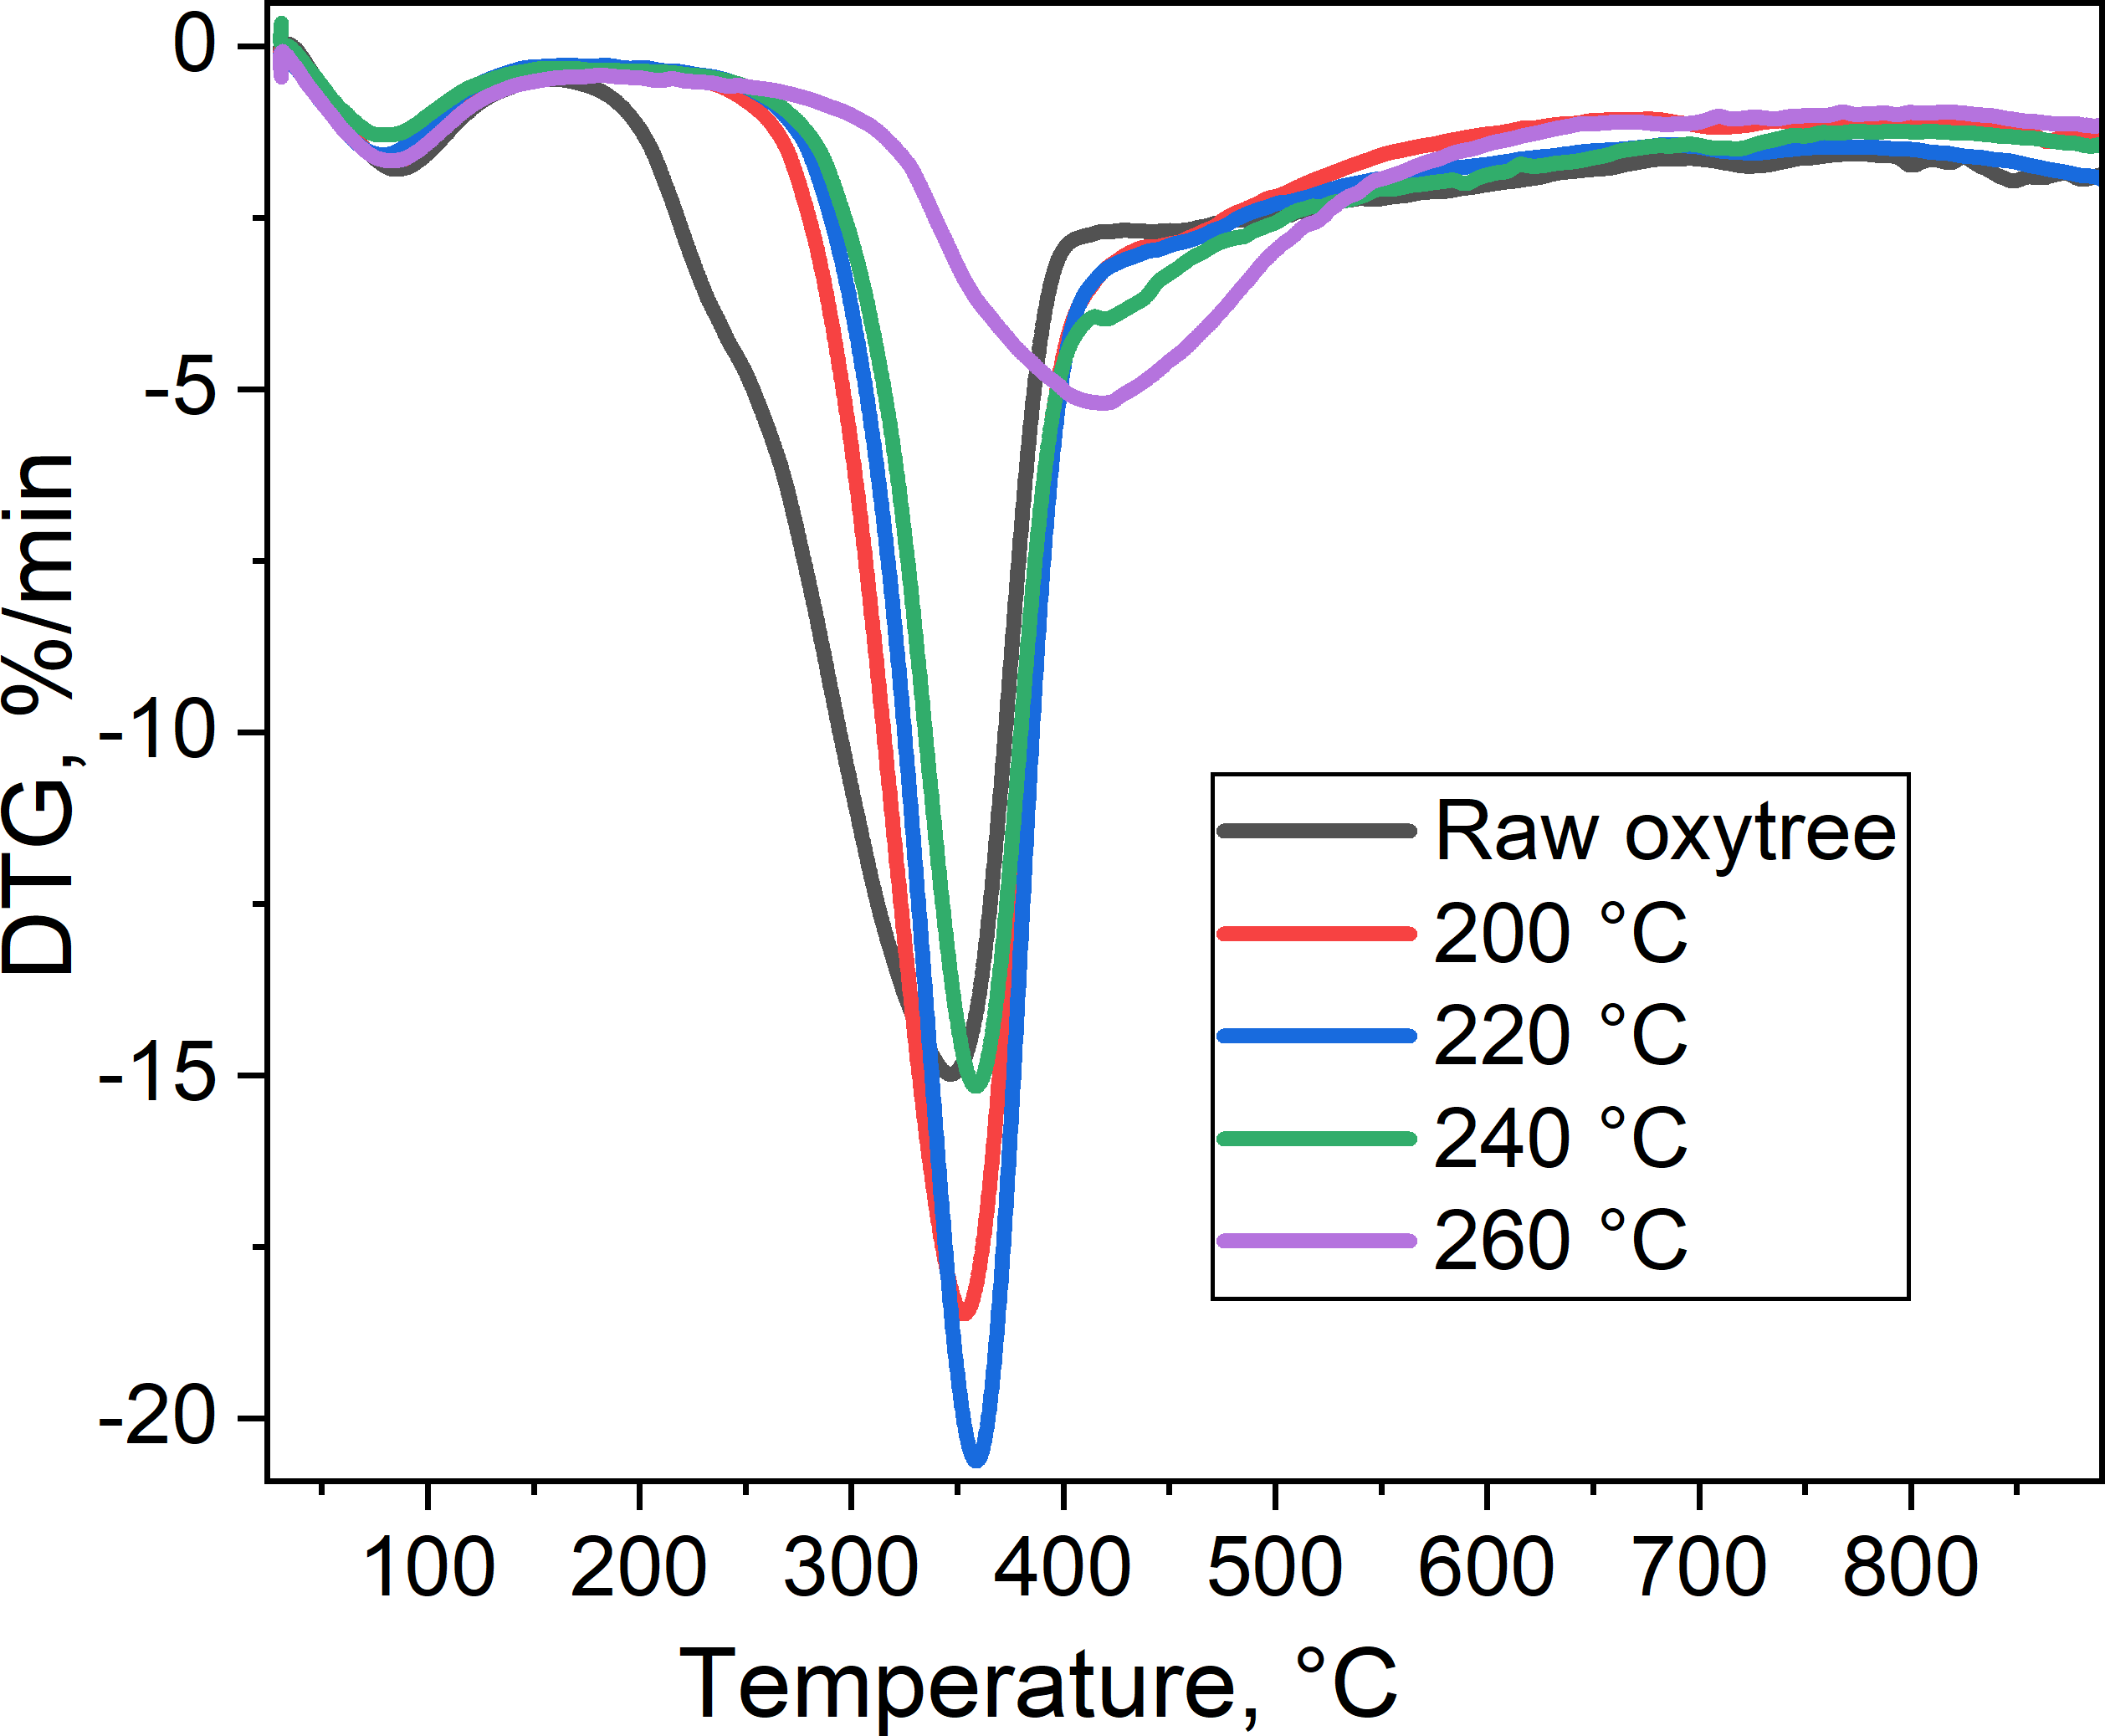 DTG, %/min
0
-5
-10
-15
-20
Raw oxytree
200 °C
220 °C
240 °C
260 °C
100 200 300 400 500 600 700 800
Temperature, °C